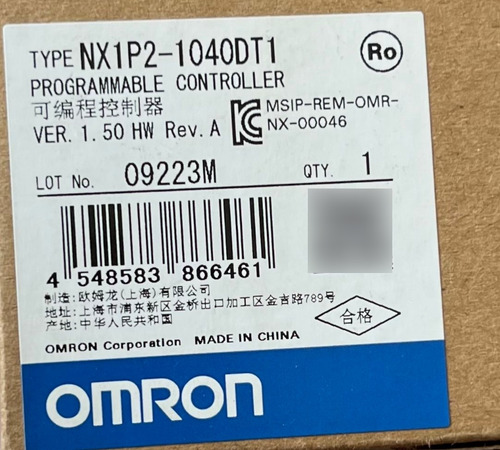 TYPE NX1P2-1040DT1
Ro
PROGRAMMABLE CONTROLLER
可编程控制器
MSIP-REM-OMR-
NX-00046
VER. 1.50 HW Rev. A
LOT No. 09223M QTY. 1
4 548583 866461
制造: 欧姆龙(上海)有限公司
地址: 上海市浦东新区金桥出口加工区金吉路789号
产地: 中华人民共和国
合格
OMRON Corporation MADE IN CHINA
OMRON